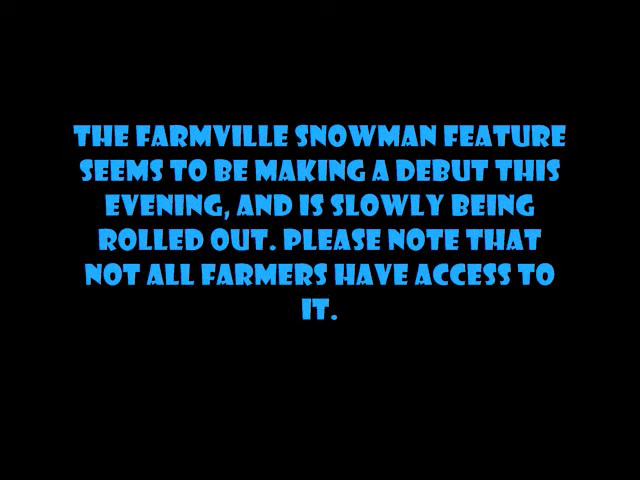 THE FARMVILLE SNOWMAN FEATURE
SEEMS TO BE MAKING A DEBUT THIS
EVENING, AND IS SLOWLY BEING
ROLLED OUT. PLEASE NOTE THAT
NOT ALL FARMERS HAVE ACCESS TO
IT.